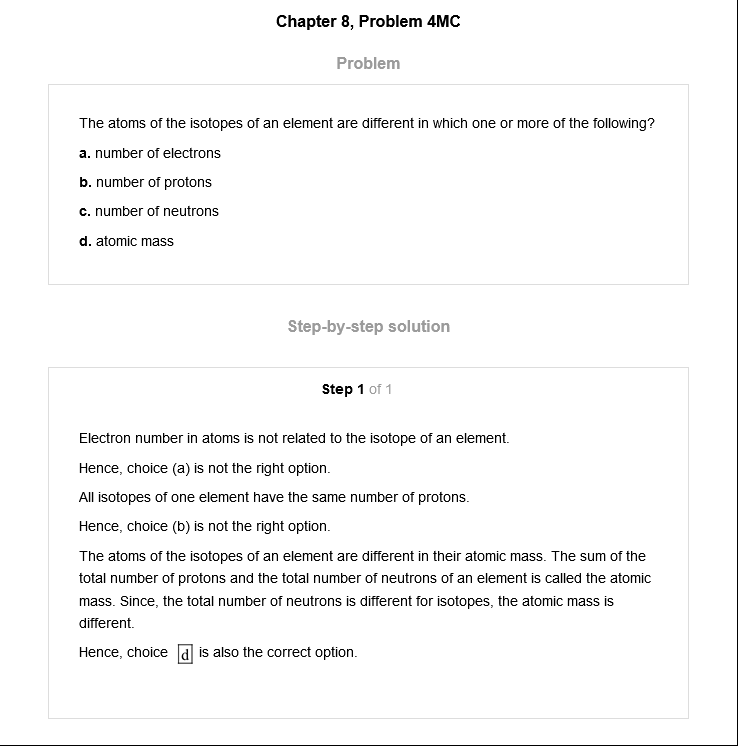 Chapter 8, Problem 4MC
Problem
The atoms of the isotopes of an element are different in which one or more of the following?
a. number of electrons
b. number of protons
c. number of neutrons
d. atomic mass
Step-by-step solution
Step 1 of 1
Electron number in atoms is not related to the isotope of an element.
Hence, choice (a) is not the right option.
All isotopes of one element have the same number of protons.
Hence, choice (b) is not the right option.
The atoms of the isotopes of an element are different in their atomic mass. The sum of the
total number of protons and the total number of neutrons of an element is called the atomic
mass. Since, the total number of neutrons is different for isotopes, the atomic mass is
different.
Hence, choice d is also the correct option.